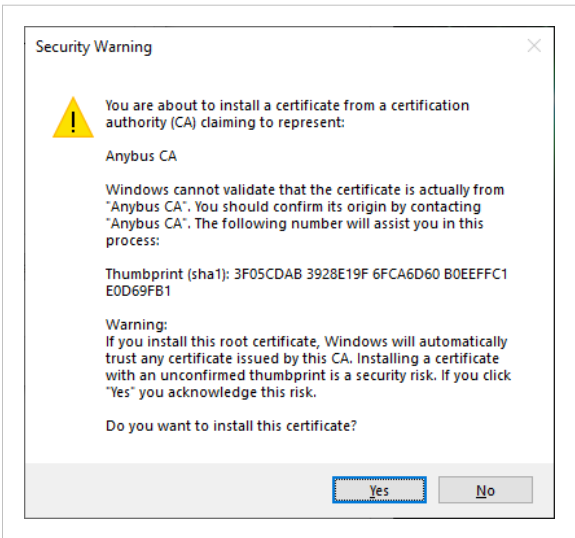 Security Warning
You are about to install a certificate from a certification
authority (CA) claiming to represent:
Anybus CA
Windows cannot validate that the certificate is actually from
"Anybus CA". You should confirm its origin by contacting
"Anybus CA". The following number will assist you in this
process:
Thumbprint (sha1): 3F05CDAB 3928E19F 6FCA6D60 B0EEFFC1
E0D69FB1
Warning:
If you install this root certificate, Windows will automatically
trust any certificate issued by this CA. Installing a certificate
with an unconfirmed thumbprint is a security risk. If you click
"Yes" you acknowledge this risk.
Do you want to install this certificate?
Yes
No